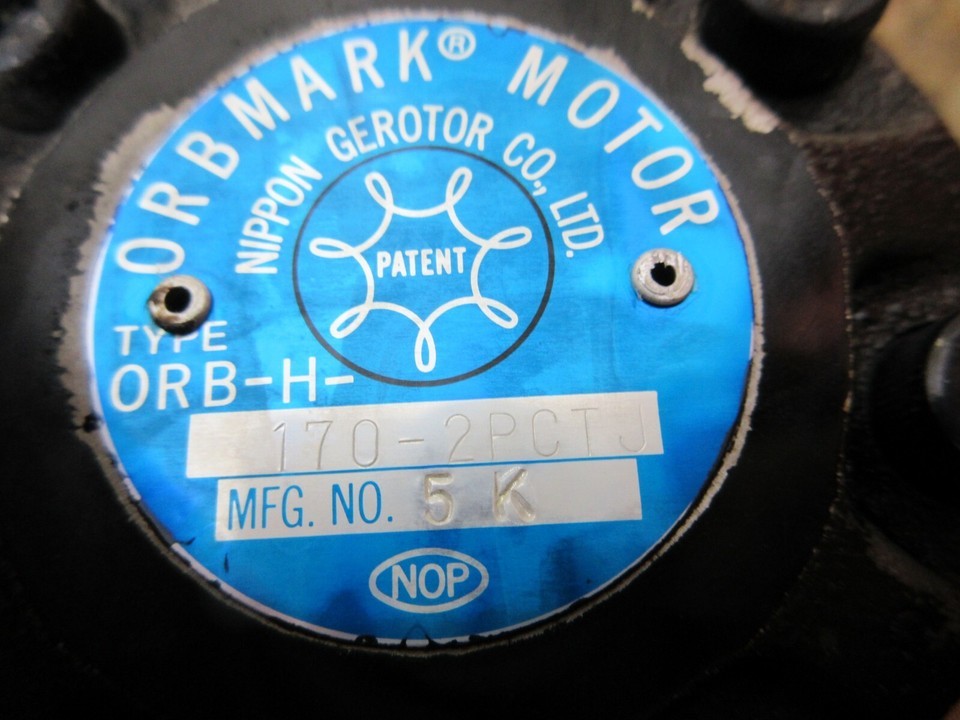 ORBMARK® MOTOR
NIPPON GEROTOR CO., LTD.
PATENT
TYPE
ORB-H-
170-2PCTJ
MFG. NO. 5 K
NOP